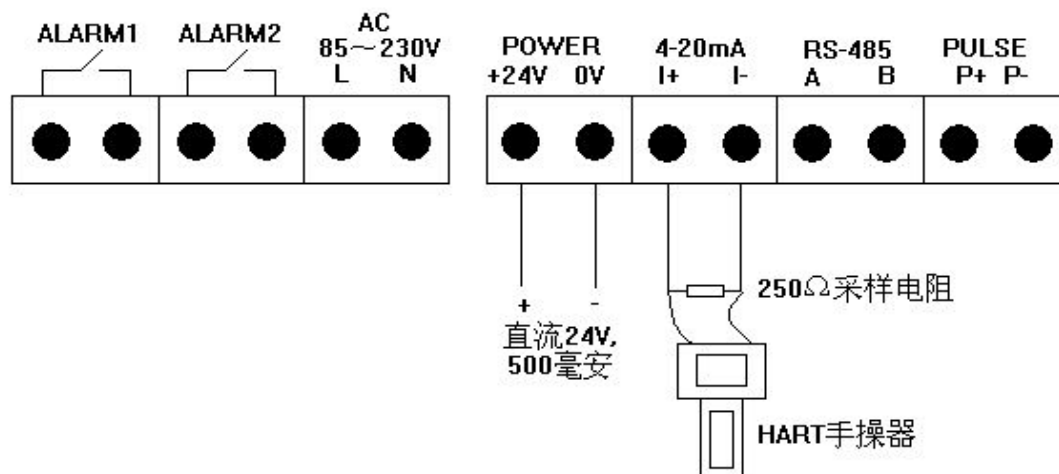 ALARM1
ALARM2
AC
85～230V
L N
POWER
+24V 0V
4-20mA
I+ I-
RS-485
A B
PULSE
P+ P-
+ -
直流24V,
500毫安
250Ω采样电阻
HART手操器